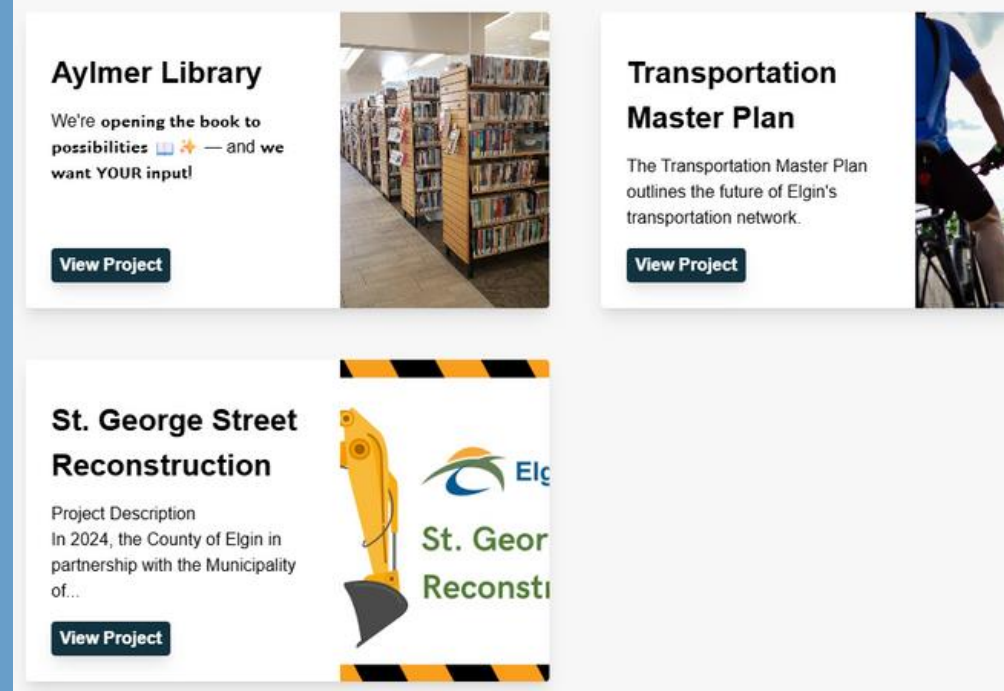 Aylmer Library
We're opening the book to
possibilities 📖 ✨ — and we
want YOUR input!
View Project
Transportation
Master Plan
The Transportation Master Plan
outlines the future of Elgin's
transportation network.
View Project
St. George Street
Reconstruction
Project Description
In 2024, the County of Elgin in
partnership with the Municipality
of...
View Project
Elg
St. Geor
Reconstr